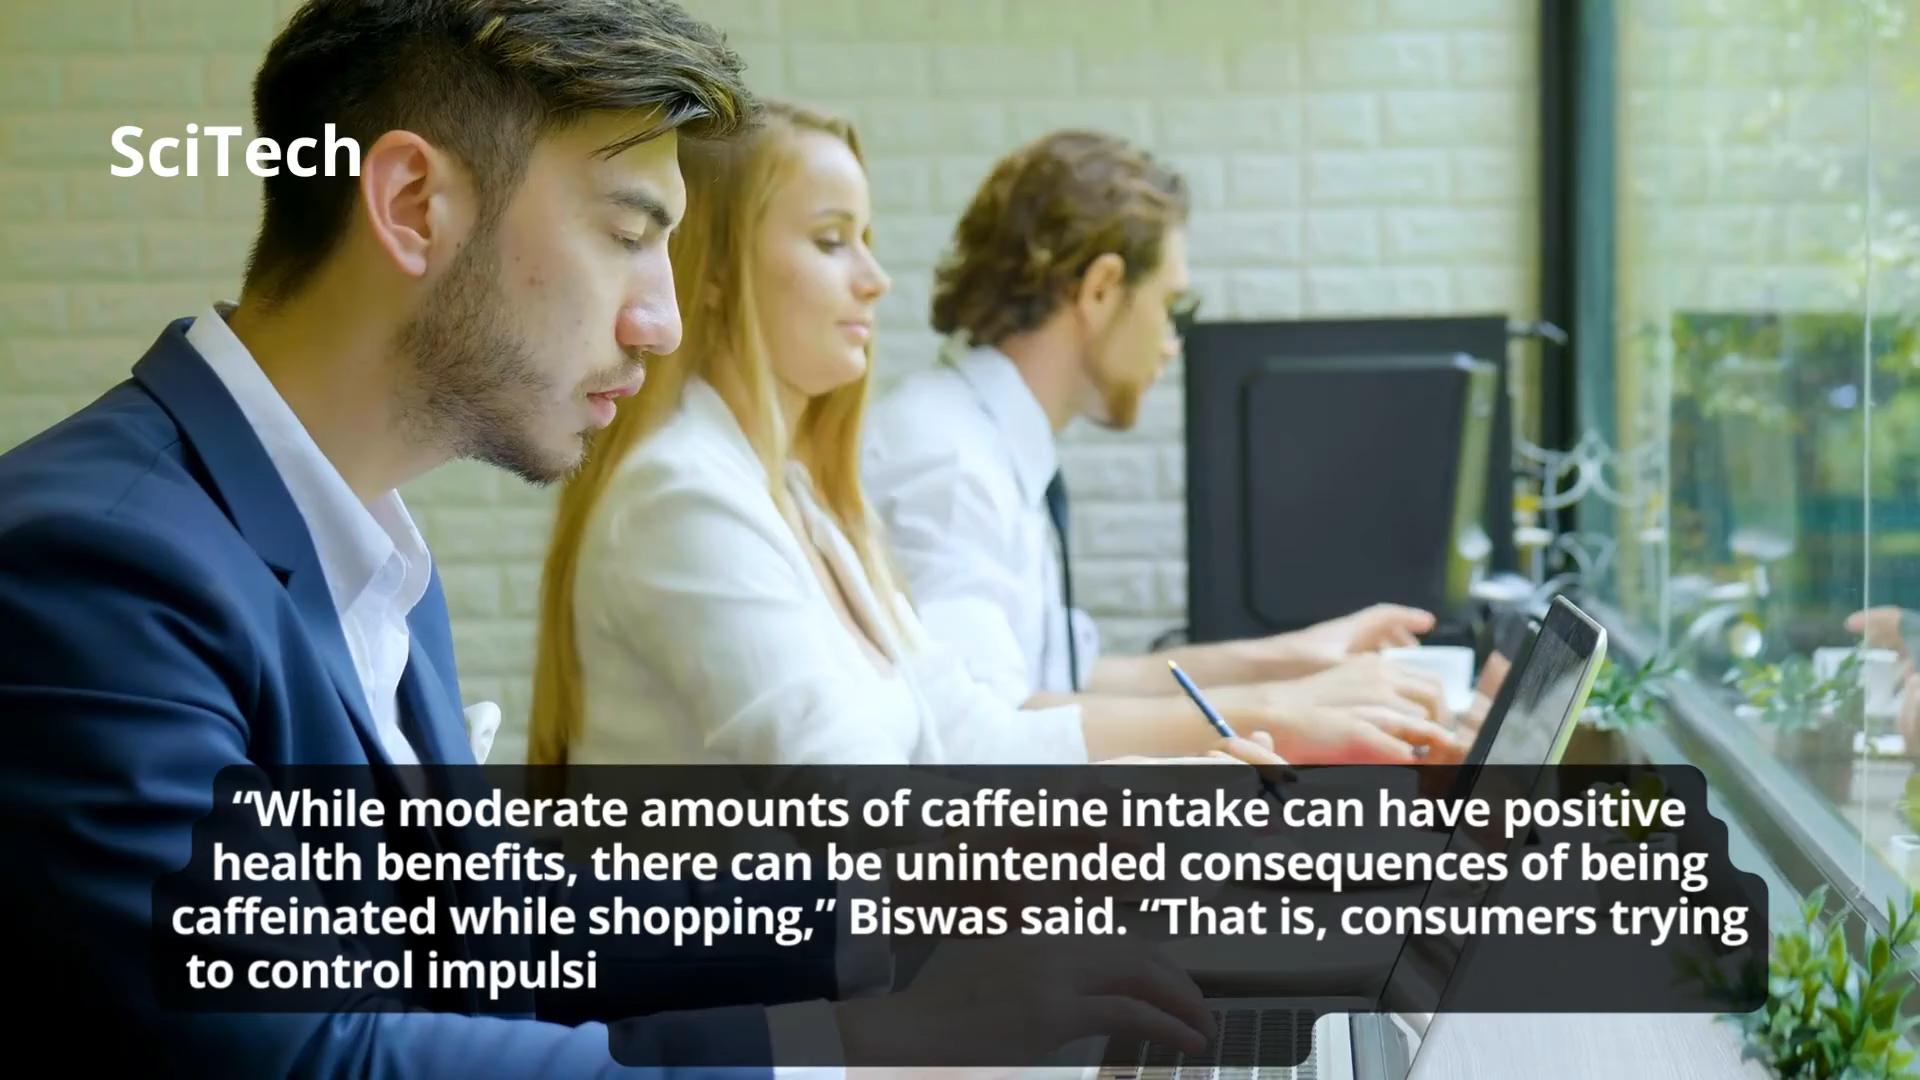 SciTech
“While moderate amounts of caffeine intake can have positive
health benefits, there can be unintended consequences of being
caffeinated while shopping,” Biswas said. “That is, consumers trying
to control impulsi